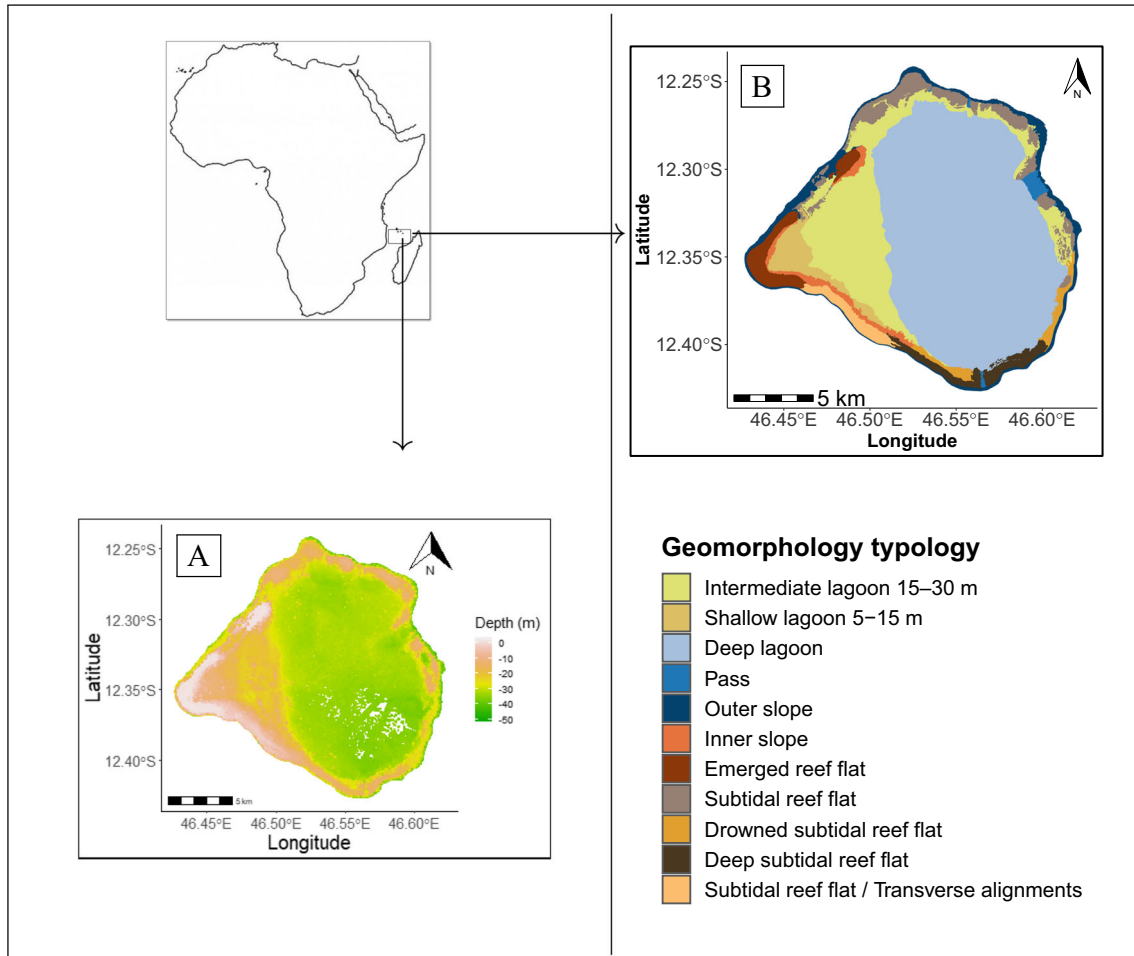 B
N
12.25°S
12.30°S
12.35°S
12.40°S
Latitude
5 km
46.45°E 46.50°E 46.55°E 46.60°E
Longitude
A
N
12.25°S
12.30°S
12.35°S
12.40°S
Latitude
Depth (m)
0
-10
-20
-30
-40
-50
5 km
46.45°E 46.50°E 46.55°E 46.60°E
Longitude
Geomorphology typology
Intermediate lagoon 15–30 m
Shallow lagoon 5−15 m
Deep lagoon
Pass
Outer slope
Inner slope
Emerged reef flat
Subtidal reef flat
Drowned subtidal reef flat
Deep subtidal reef flat
Subtidal reef flat / Transverse alignments